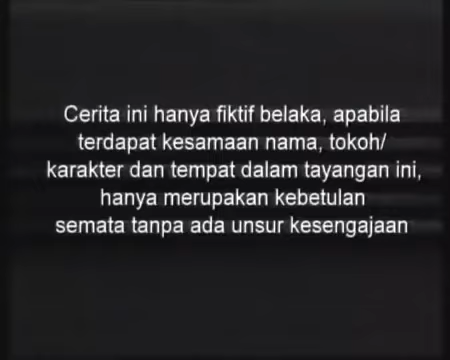 Cerita ini hanya fiktif belaka, apabila
terdapat kesamaan nama, tokoh/
karakter dan tempat dalam tayangan ini,
hanya merupakan kebetulan
semata tanpa ada unsur kesengajaan